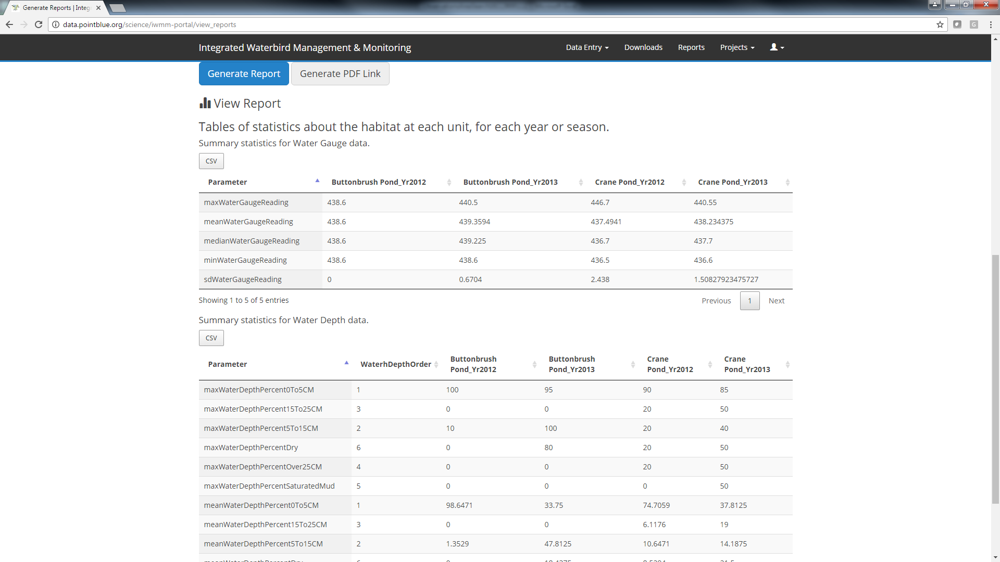 Generate Reports | Integ
data.pointblue.org/science/iwmm-portal/view_reports
G
Integrated Waterbird Management & Monitoring
Data Entry Downloads Reports Projects
Generate Report Generate PDF Link
View Report
Tables of statistics about the habitat at each unit, for each year or season.
Summary statistics for Water Gauge data.
CSV
Parameter Buttonbrush Pond_Yr2012 Buttonbrush Pond_Yr2013 Crane Pond_Yr2012 Crane Pond_Yr2013
maxWaterGaugeReading 438.6 440.5 446.7 440.55
meanWaterGaugeReading 438.6 439.3594 437.4941 438.234375
medianWaterGaugeReading 438.6 439.225 436.7 437.7
minWaterGaugeReading 438.6 438.6 436.5 436.6
sdWaterGaugeReading 0 0.6704 2.438 1.50827923475727
Showing 1 to 5 of 5 entries Previous 1 Next
Summary statistics for Water Depth data.
CSV
Parameter WaterhDepthOrder Buttonbrush Pond_Yr2012 Buttonbrush Pond_Yr2013 Crane Pond_Yr2012 Crane Pond_Yr2013
maxWaterDepthPercent0To5CM 1 100 95 90 85
maxWaterDepthPercent15To25CM 3 0 0 20 50
maxWaterDepthPercent5To15CM 2 10 100 20 40
maxWaterDepthPercentDry 6 0 80 20 50
maxWaterDepthPercentOver25CM 4 0 0 20 50
maxWaterDepthPercentSaturatedMud 5 0 0 0 50
meanWaterDepthPercent0To5CM 1 98.6471 33.75 74.7059 37.8125
meanWaterDepthPercent15To25CM 3 0 0 6.1176 19
meanWaterDepthPercent5To15CM 2 1.3529 47.8125 10.6471 14.1875